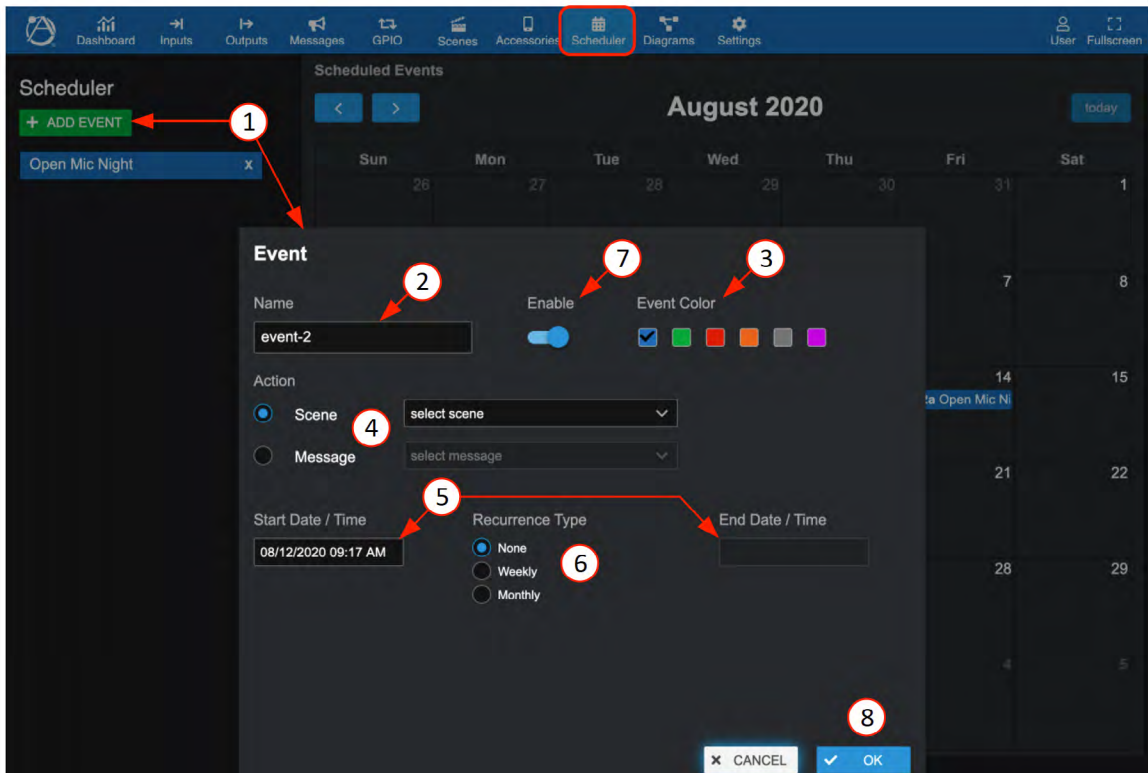 Dashboard Inputs Outputs Messages GPIO Scenes Accessories Scheduler Diagrams Settings User Fullscreen
Scheduler
+ ADD EVENT
Open Mic Night x
Scheduled Events
< >
August 2020
today
Sun Mon Tue Wed Thu Fri Sat
26 27 28 29 30 31 1
7 8
14 15
2a Open Mic Ni
21 22
28 29
4 5
1
Event
2
7
3
Name
Enable
Event Color
event-2
Action
Scene
4
select scene
Message
select message
5
Start Date / Time
Recurrence Type
End Date / Time
08/12/2020 09:17 AM
None
6
Weekly
Monthly
8
x CANCEL
OK